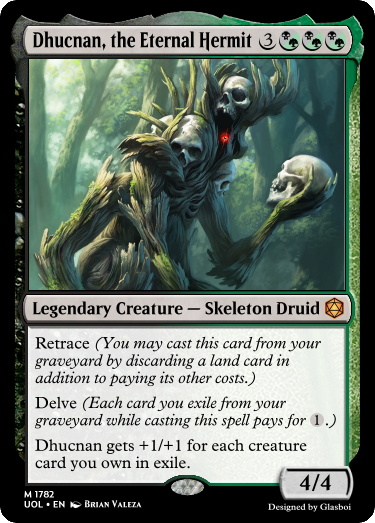 Dhucnan, the Eternal Hermit 3
Legendary Creature — Skeleton Druid
Retrace (You may cast this card from your
graveyard by discarding a land card in
addition to paying its other costs.)
Delve (Each card you exile from your
graveyard while casting this spell pays for 1.)
Dhucnan gets +1/+1 for each creature
card you own in exile.
4/4
M 1782
UOL • EN Brian Valeza
Designed by Glasboi